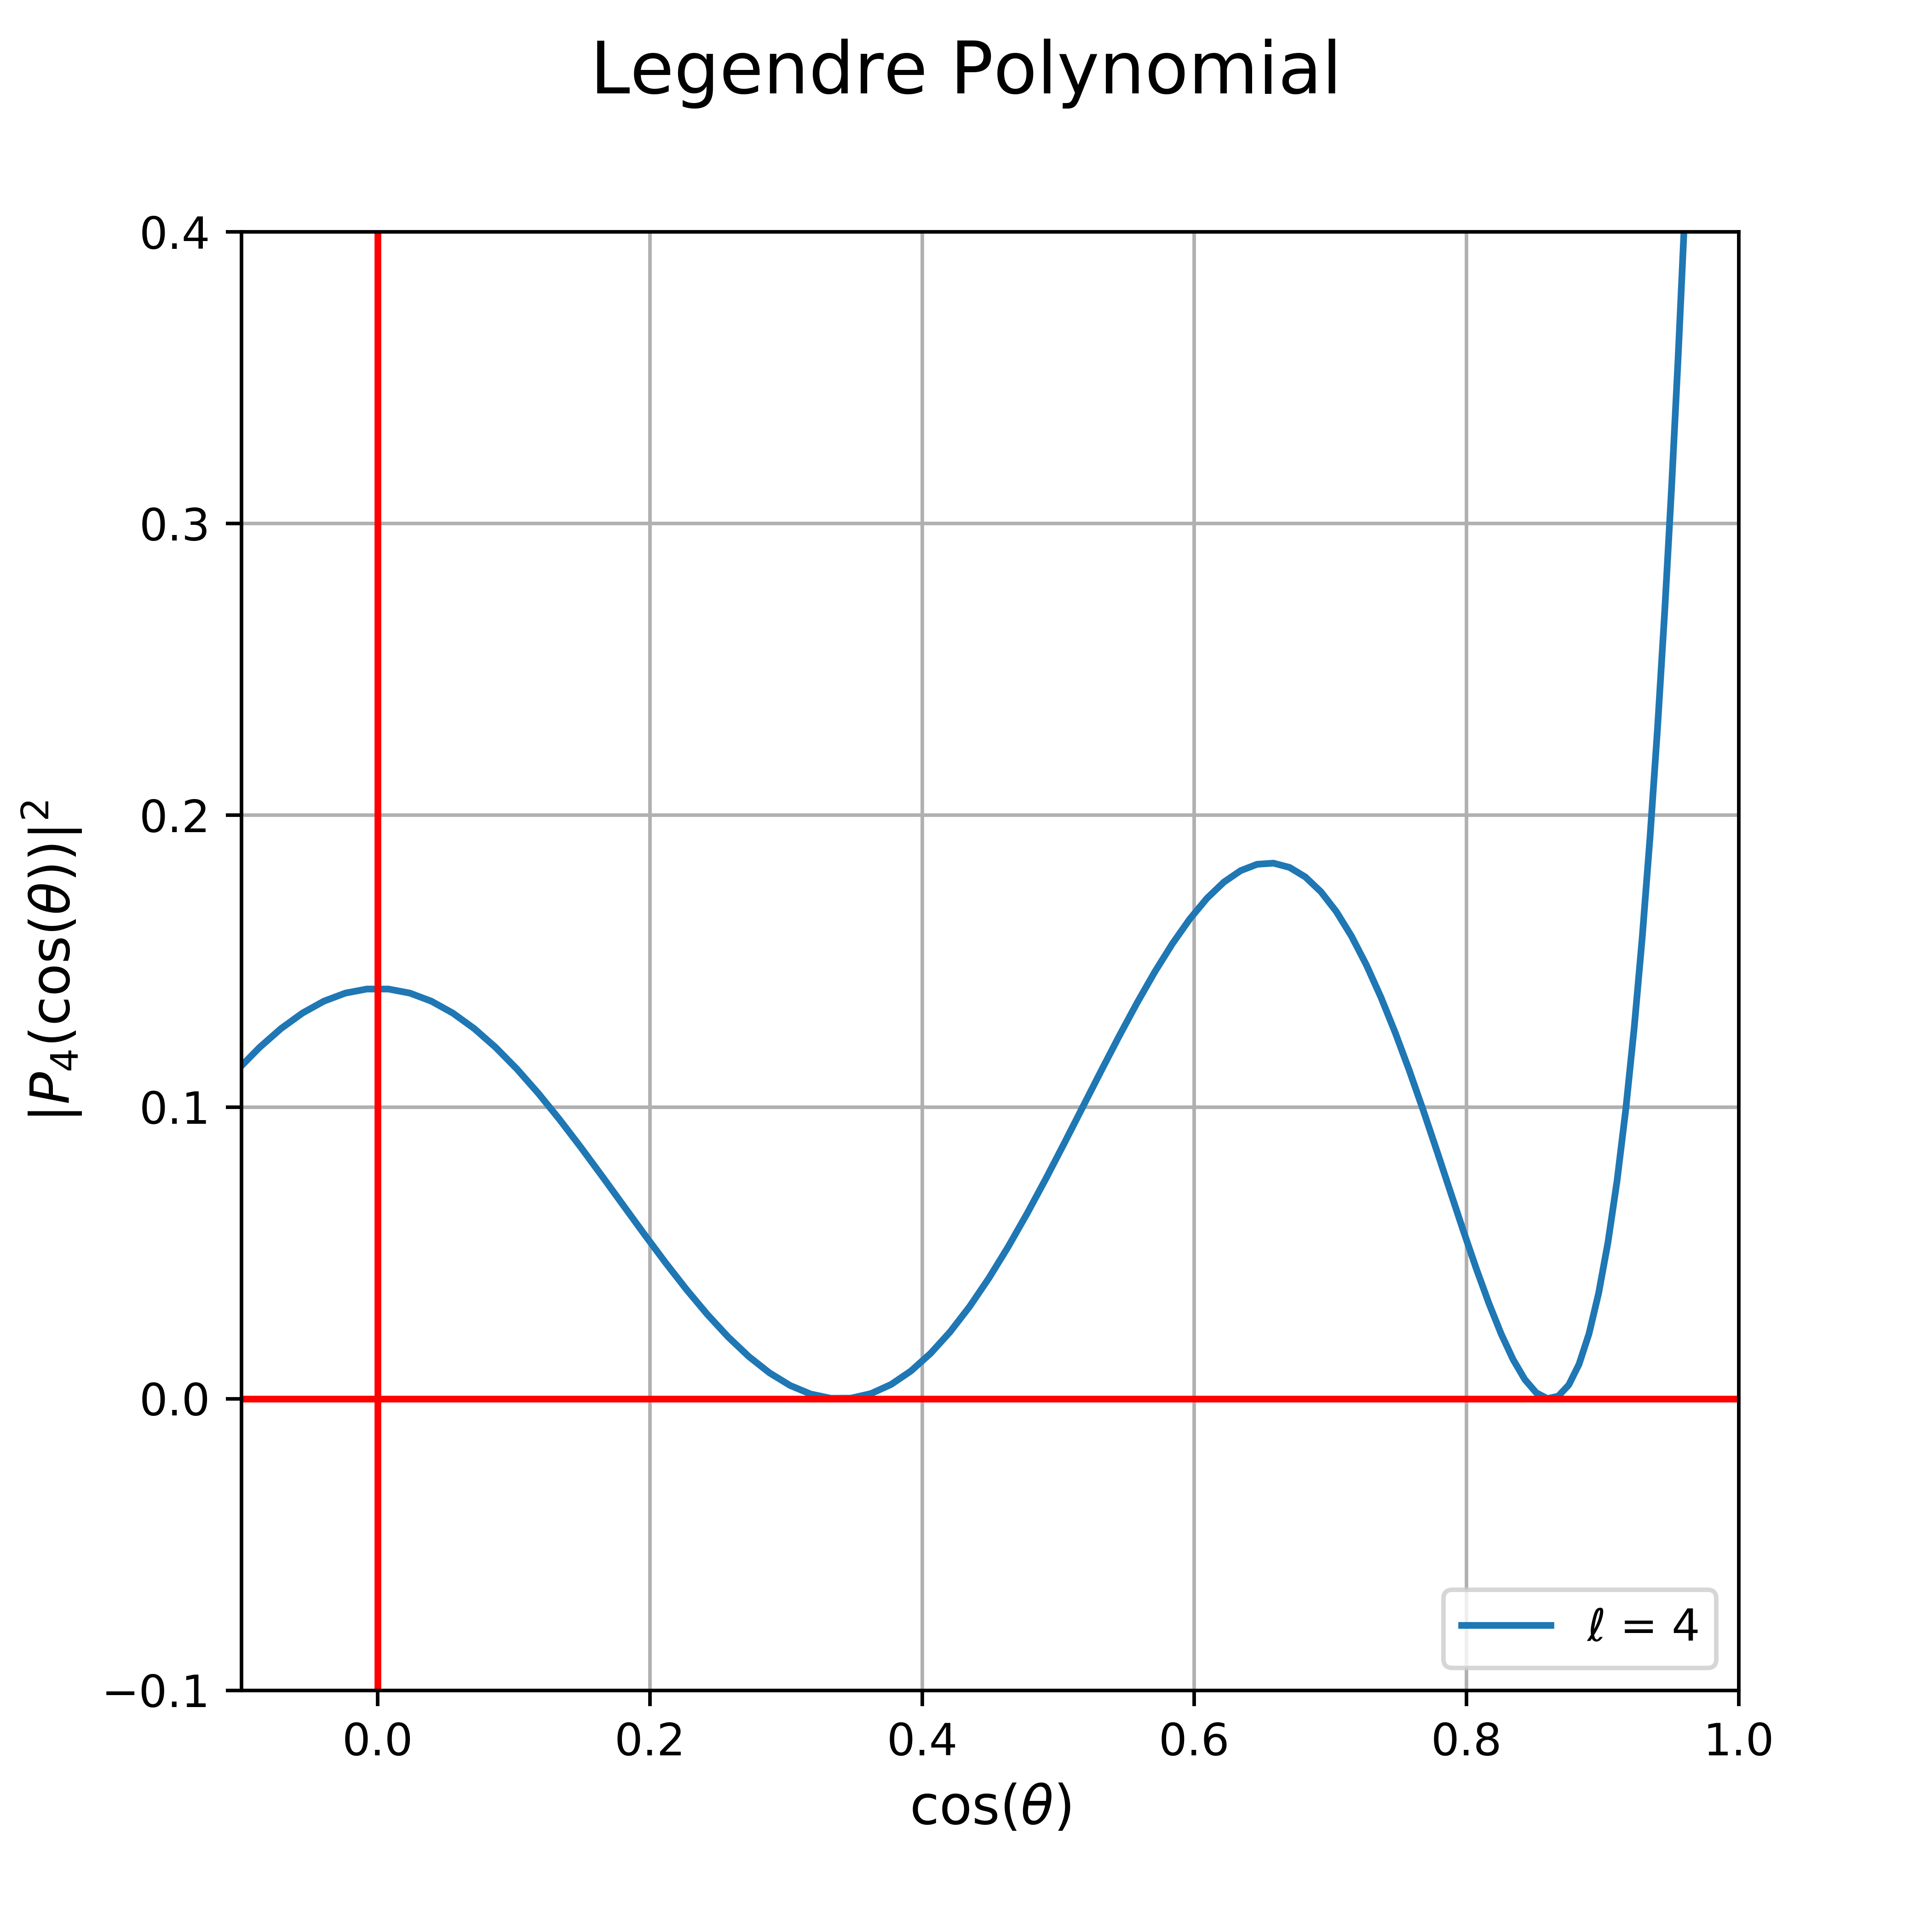 Legendre Polynomial
0.4
0.3
0.2
0.1
0.0
−0.1
|P₄(cos(θ))|²
0.0 0.2 0.4 0.6 0.8 1.0
cos(θ)
ℓ = 4